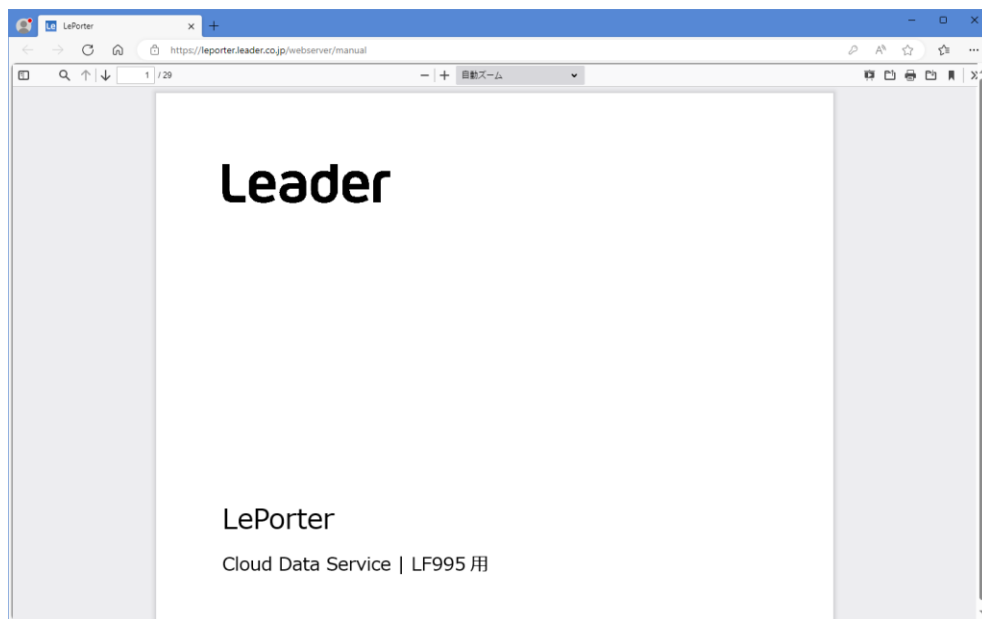 LePorter
https://leporter.leader.co.jp/webserver/manual
1 / 29
自動ズーム
Leader
LePorter
Cloud Data Service | LF995 用